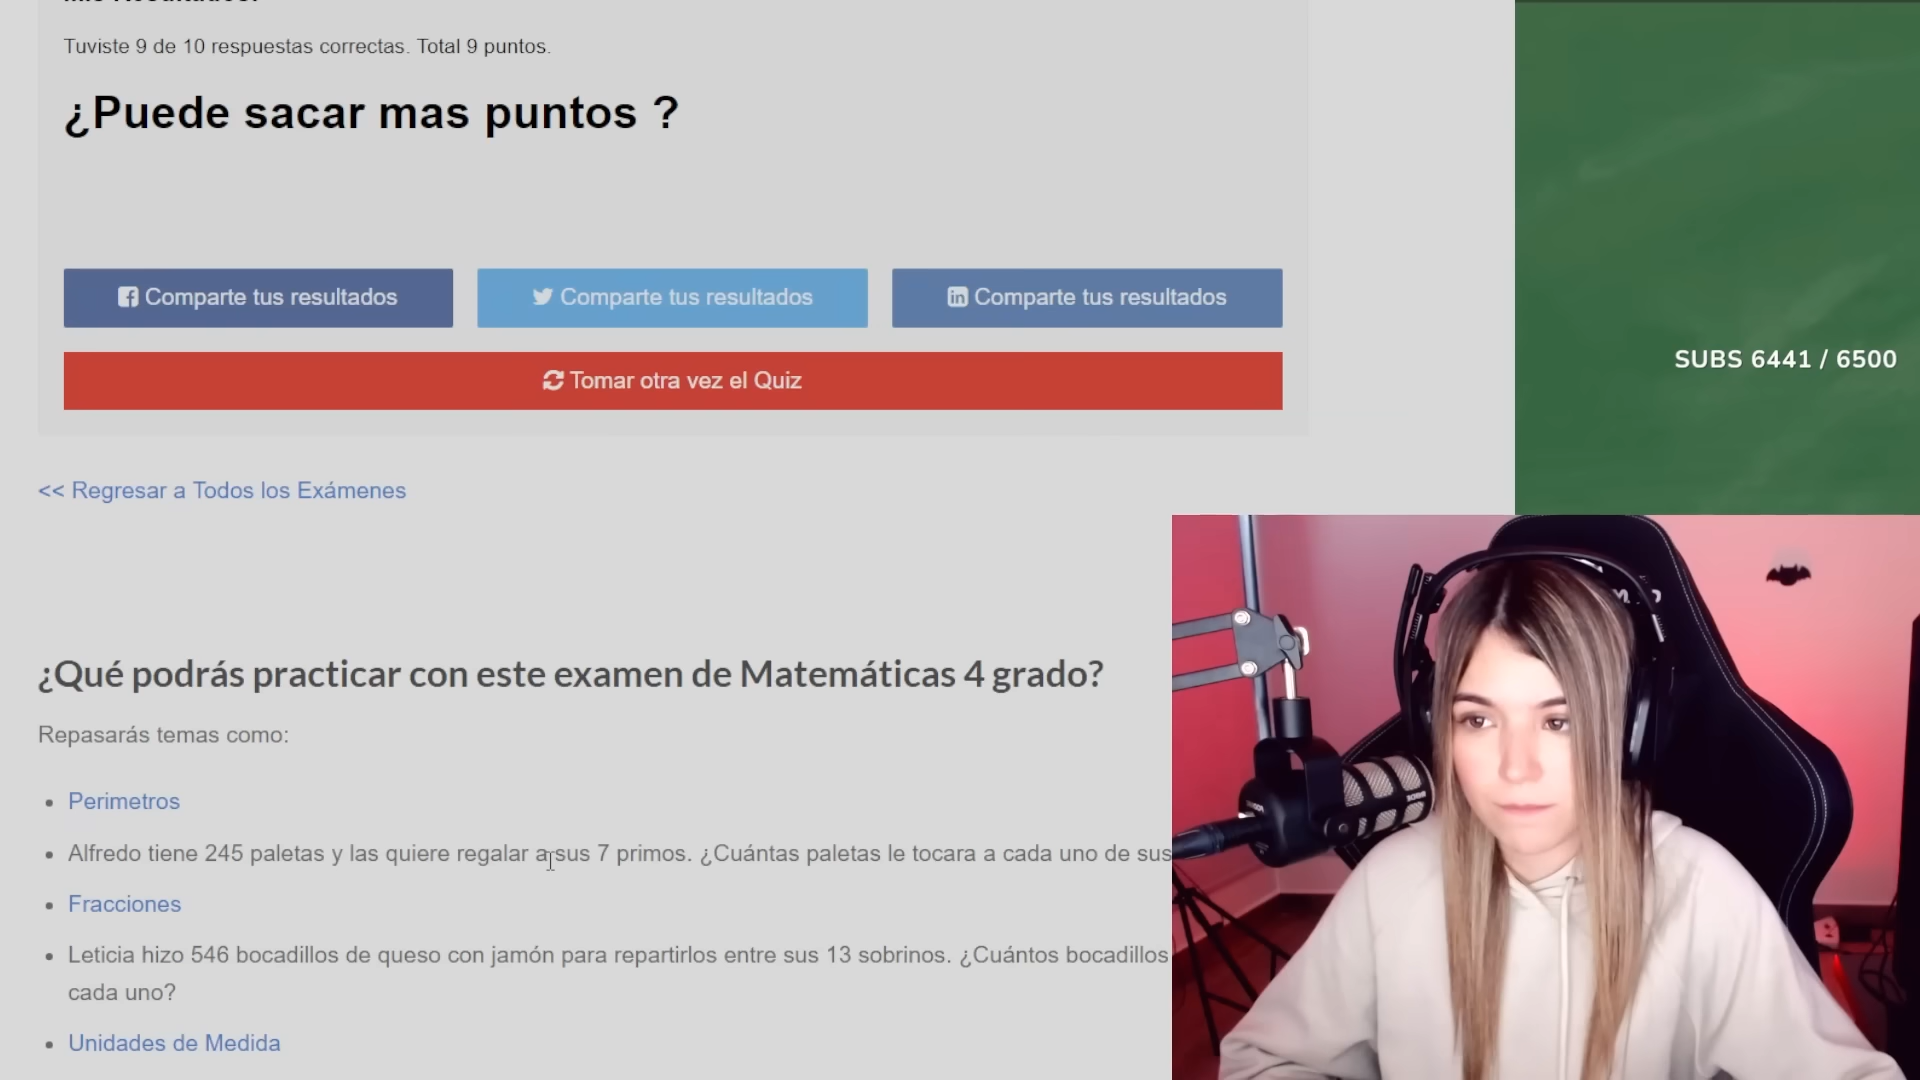 Mis Resultados:
Tuviste 9 de 10 respuestas correctas. Total 9 puntos.
¿Puede sacar mas puntos ?
Comparte tus resultados
Comparte tus resultados
Comparte tus resultados
Tomar otra vez el Quiz
SUBS 6441 / 6500
<< Regresar a Todos los Exámenes
¿Qué podrás practicar con este examen de Matemáticas 4 grado?
Repasarás temas como:
Perimetros
Alfredo tiene 245 paletas y las quiere regalar a sus 7 primos. ¿Cuántas paletas le tocara a cada uno de sus
Fracciones
Leticia hizo 546 bocadillos de queso con jamón para repartirlos entre sus 13 sobrinos. ¿Cuántos bocadillos
cada uno?
Unidades de Medida